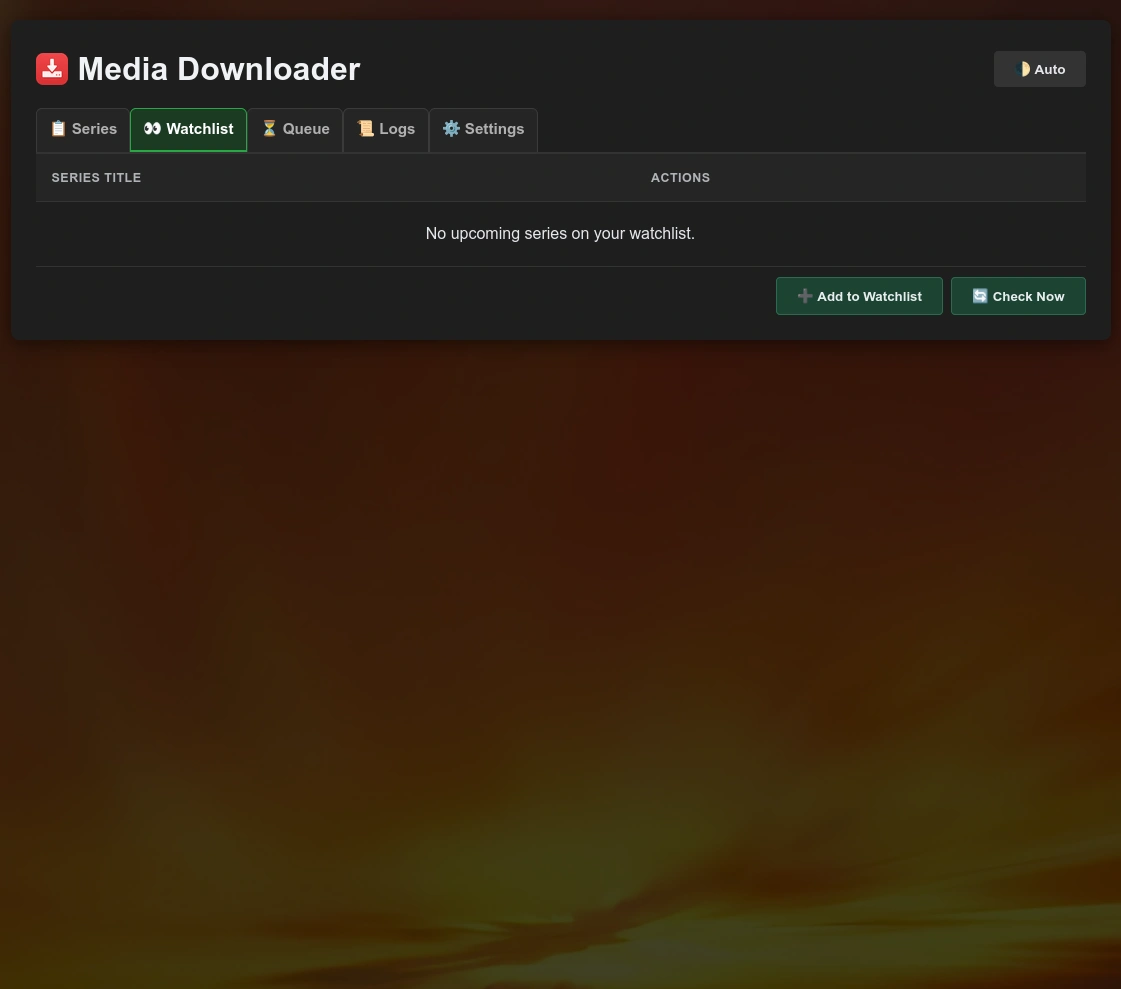 Media Downloader
🌓 Auto
📋 Series 👀 Watchlist ⏳ Queue 📜 Logs ⚙️ Settings
SERIES TITLE ACTIONS
No upcoming series on your watchlist.
➕ Add to Watchlist 🔄 Check Now